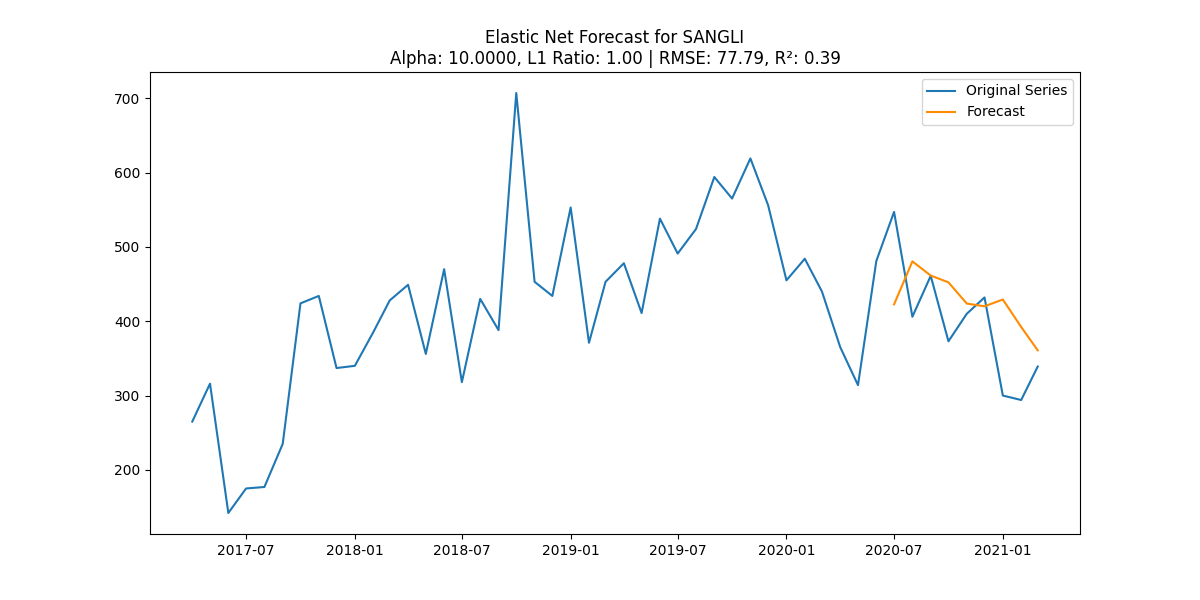 Elastic Net Forecast for SANGLI
Alpha: 10.0000, L1 Ratio: 1.00 | RMSE: 77.79, R²: 0.39
Original Series
Forecast
700
600
500
400
300
200
2017-07 2018-01 2018-07 2019-01 2019-07 2020-01 2020-07 2021-01